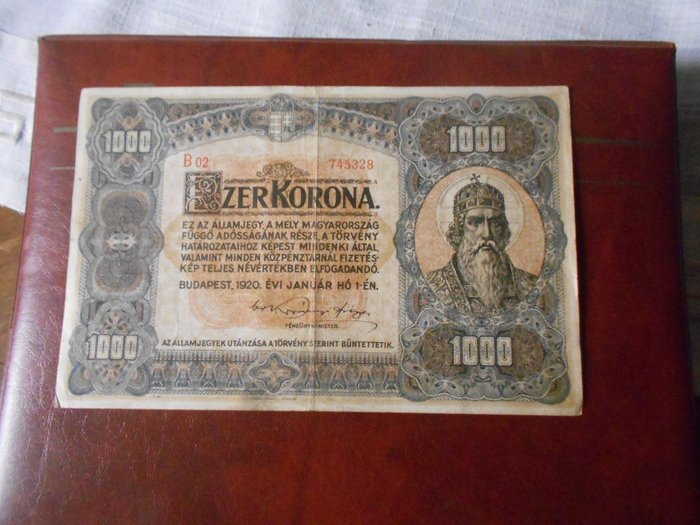 1000
1000
B 02 745328
EZER KORONA.
EZ AZ ÁLLAMJEGY, A MELY MAGYARORSZÁG
FÜGGŐ ADÓSSÁGÁNAK RÉSZE, A TÖRVÉNY
HATÁROZATAIHOZ KÉPEST MINDENKI ÁLTAL,
VALAMINT MINDEN KÖZPÉNZTÁRNÁL FIZETÉS-
KÉP TELJES NÉVÉRTÉKBEN ELFOGADANDÓ.
BUDAPEST, 1920. ÉVI JANUÁR HÓ 1-ÉN.
PÉNZÜGYMINISTER.
AZ ÁLLAMJEGYEK UTÁNZÁSA A TÖRVÉNY SZERINT BÜNTETTETIK.
1000
1000